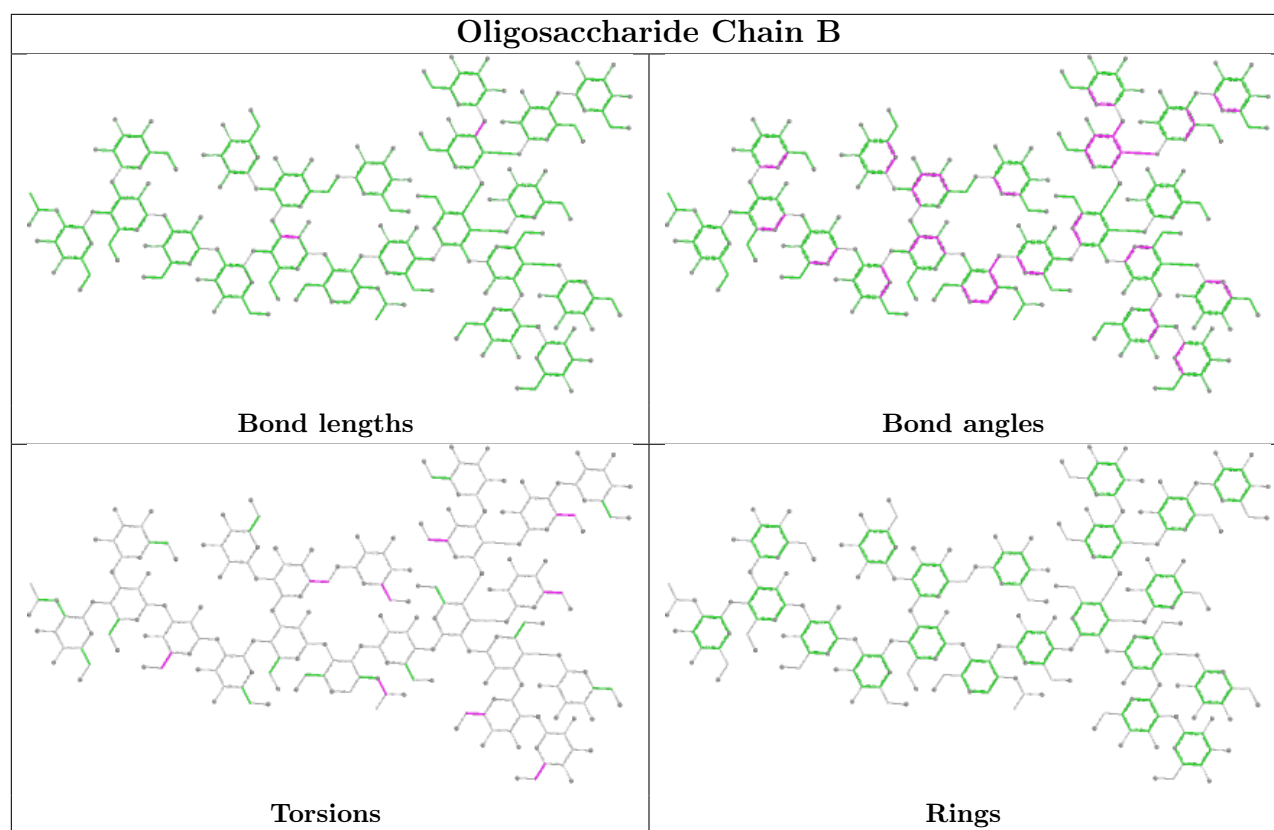 Oligosaccharide Chain B
Bond lengths
Bond angles
Torsions
Rings